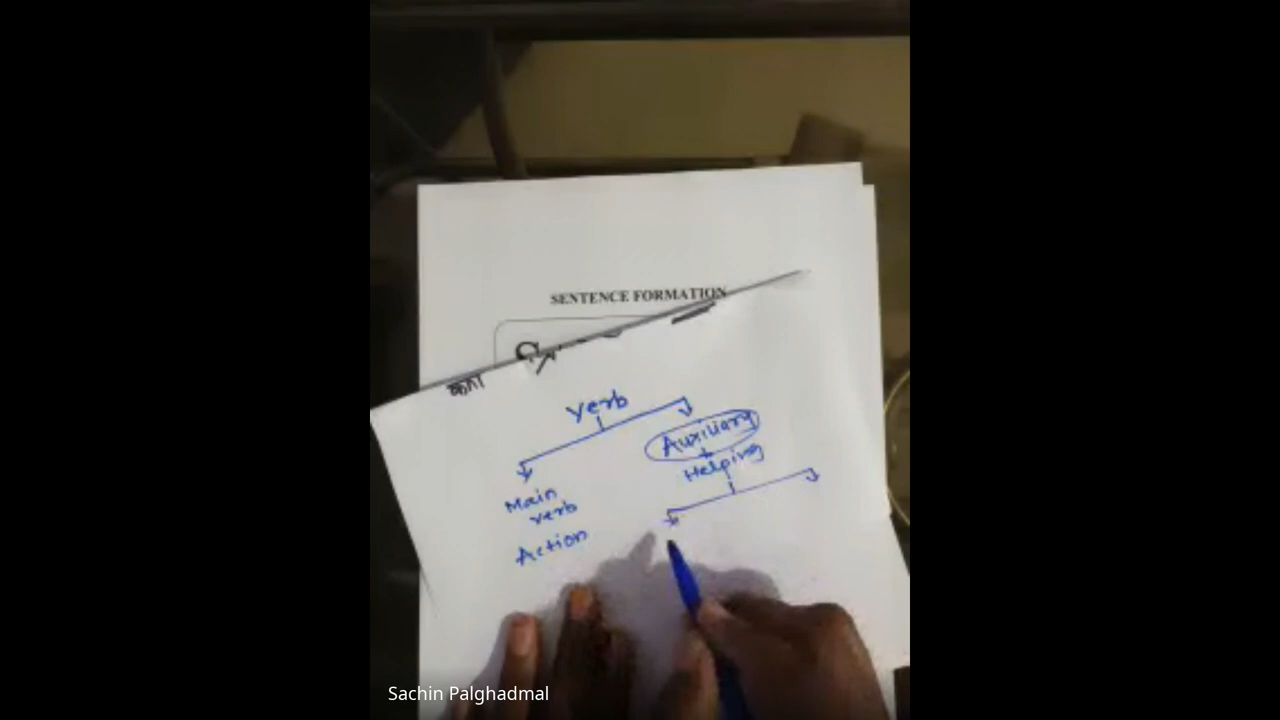 SENTENCE FORMATION
Verb
Auxiliary
Helping
Main
verb
Action
Sachin Palghadmal